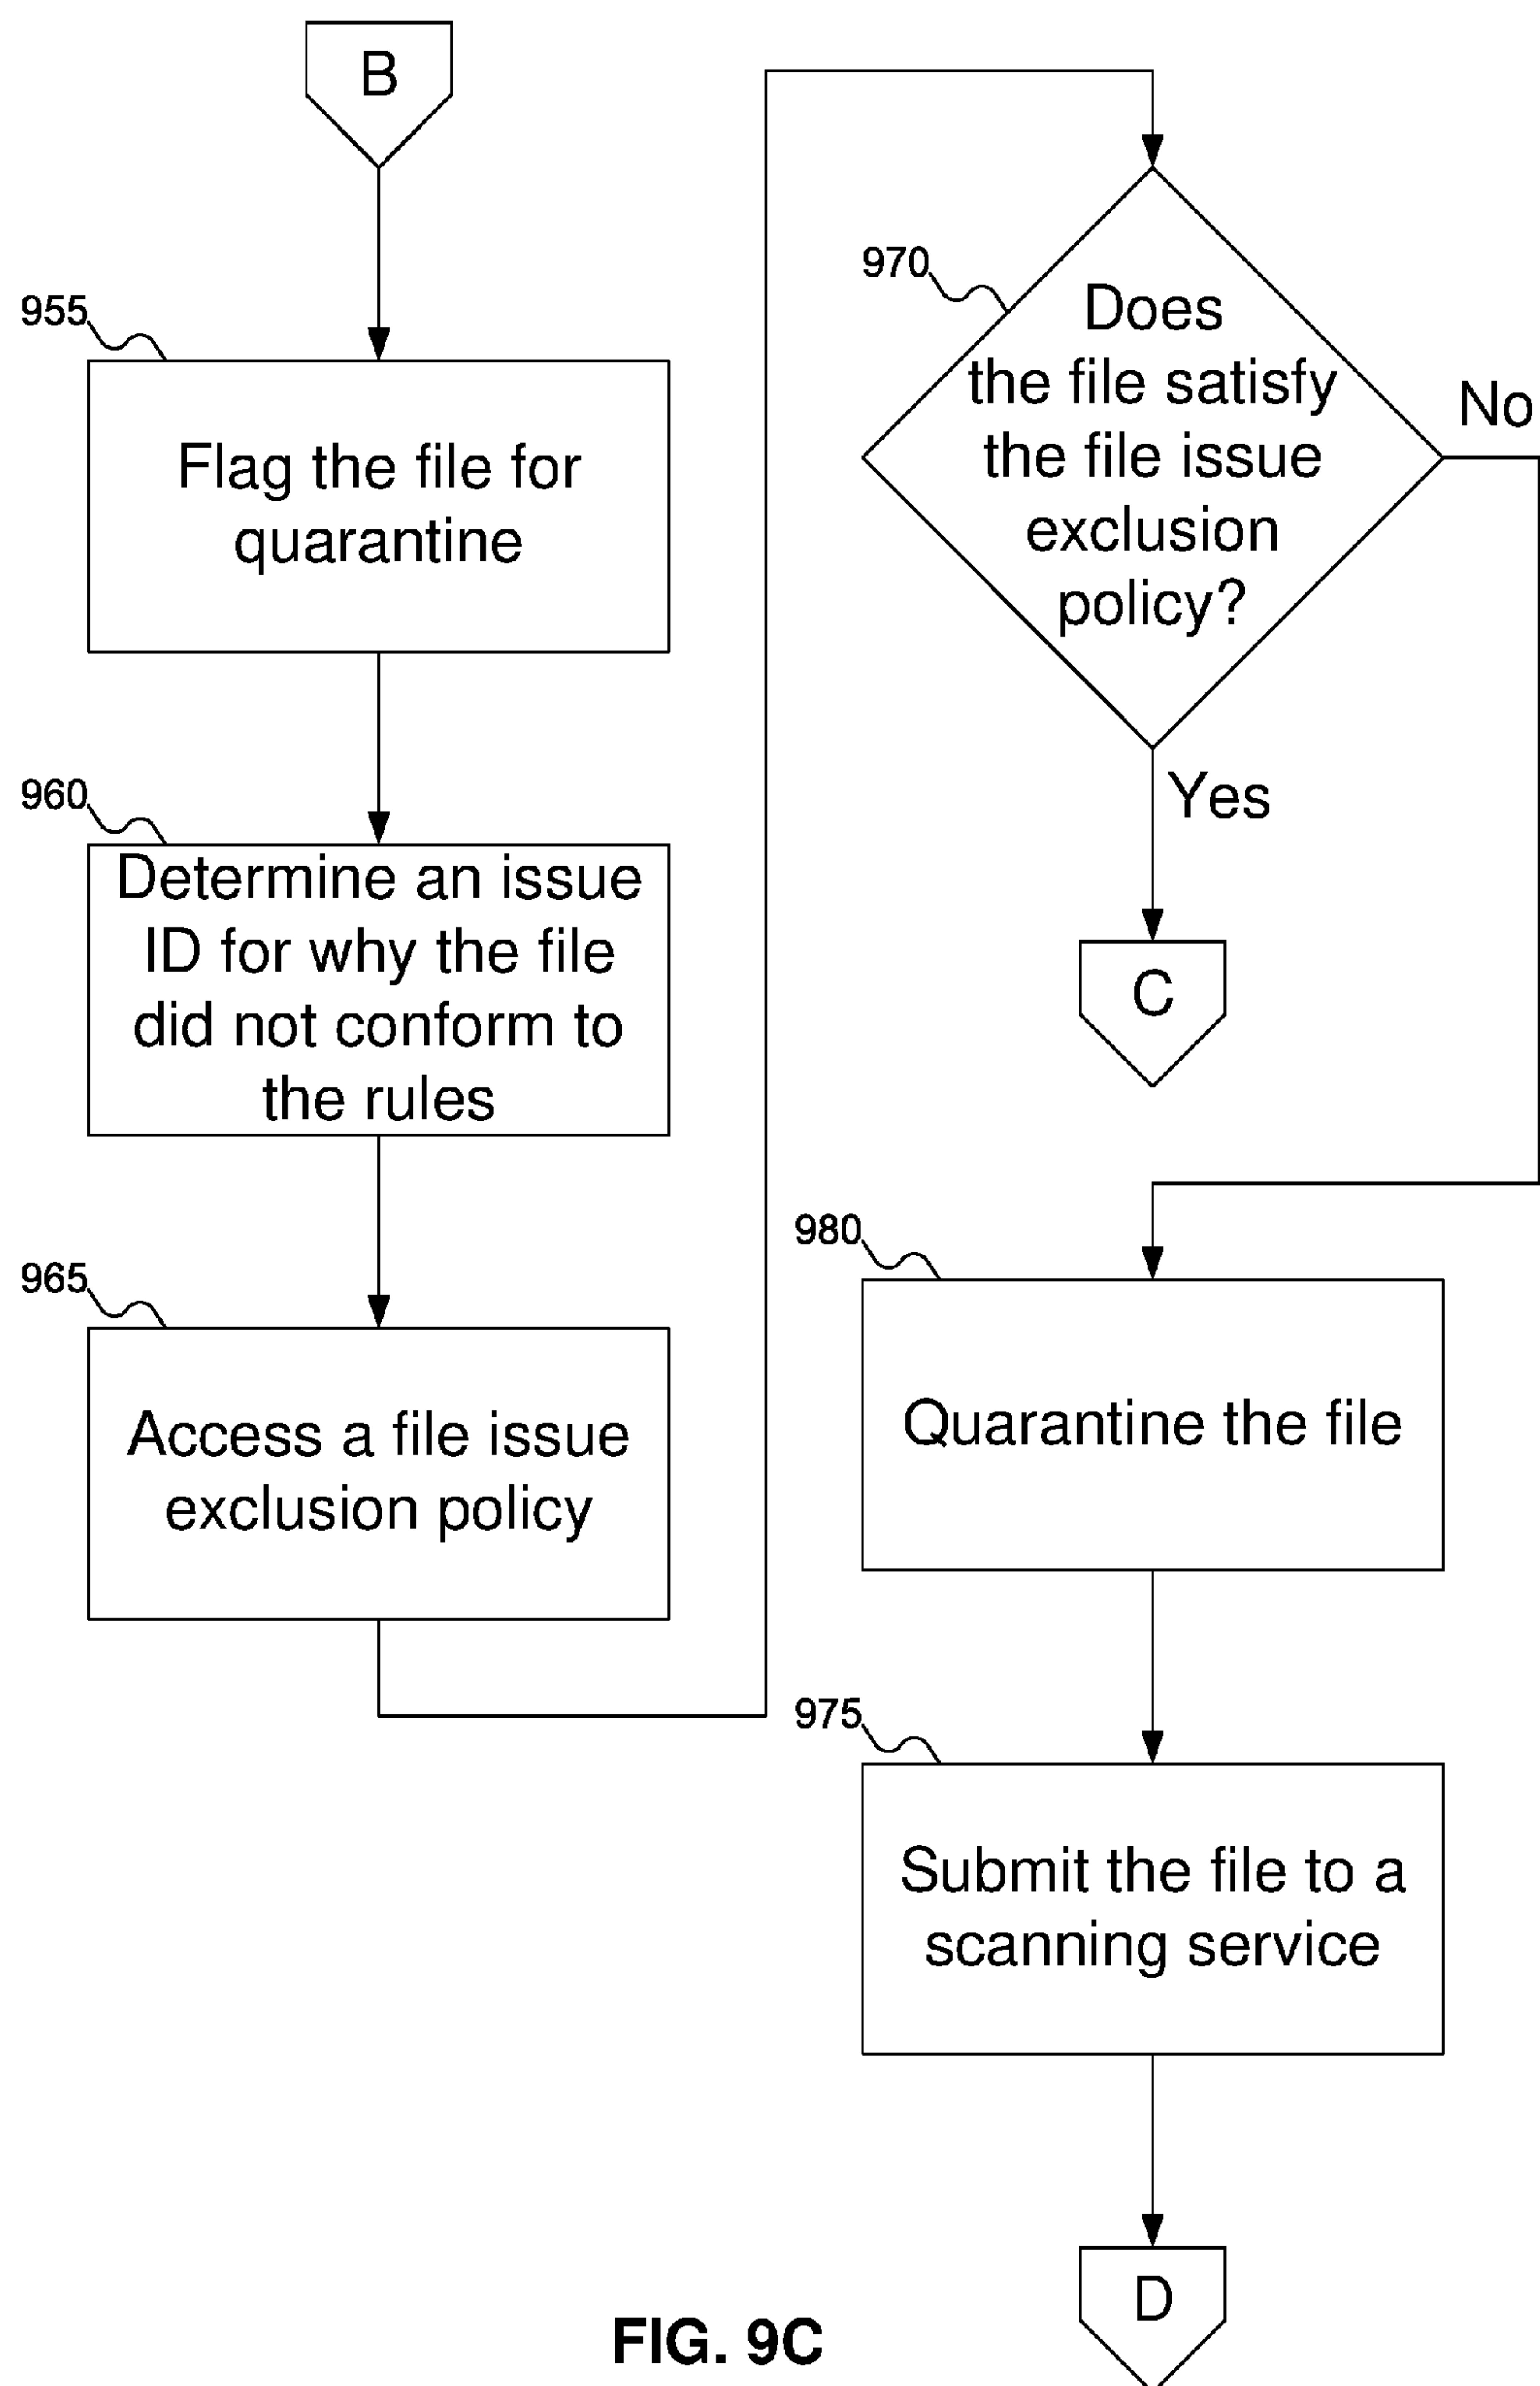 B
955
Flag the file for
quarantine
960
Determine an issue
ID for why the file
did not conform to
the rules
965
Access a file issue
exclusion policy
970
Does
the file satisfy
the file issue
exclusion
policy?
No
Yes
C
980
Quarantine the file
975
Submit the file to a
scanning service
D
FIG. 9C